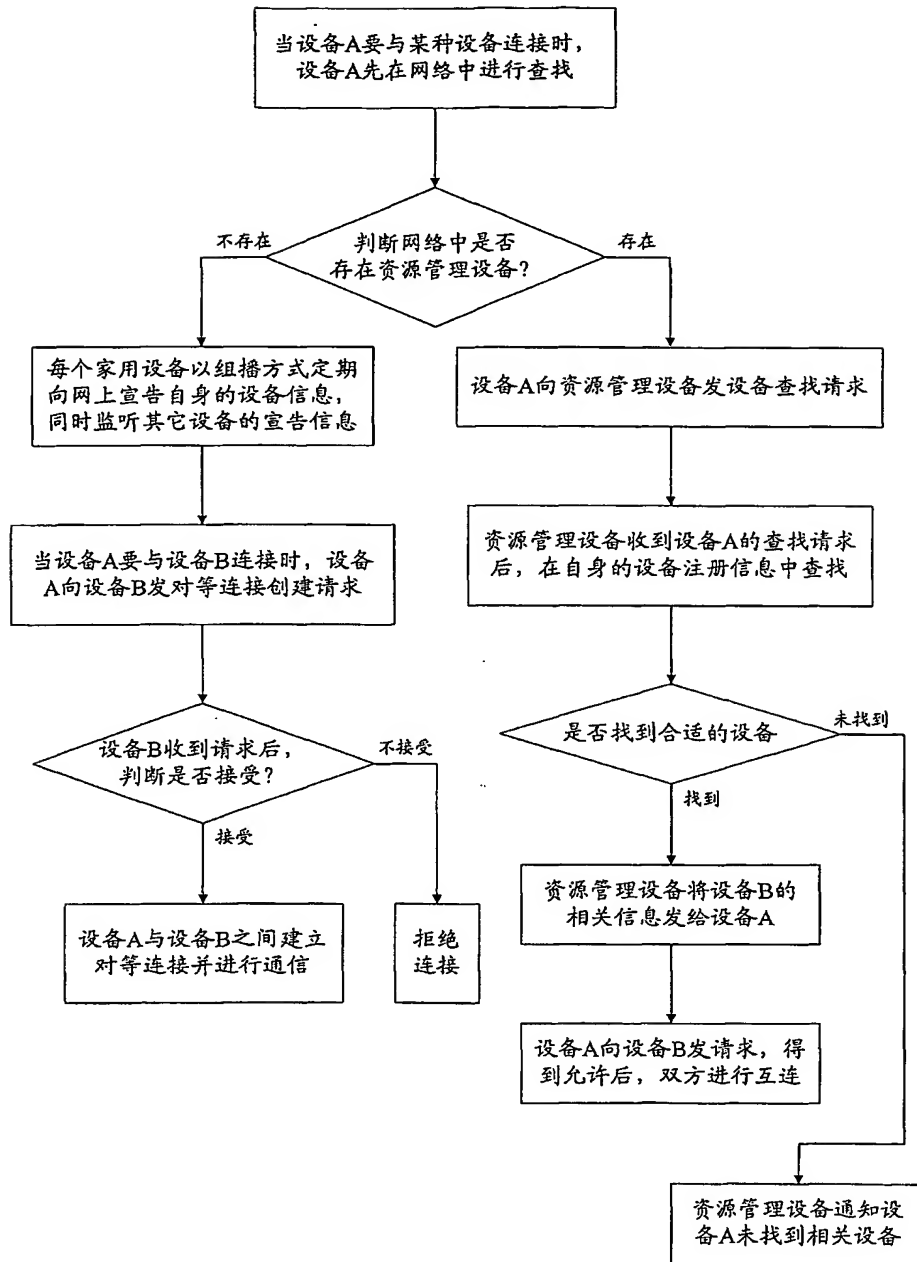 当设备A要与某种设备连接时，
设备A先在网络中进行查找
判断网络中是否
存在资源管理设备？
不存在
存在
每个家用设备以组播方式定期
向网上宣告自身的设备信息，
同时监听其它设备的宣告信息
设备A向资源管理设备发设备查找请求
当设备A要与设备B连接时，设备
A向设备B发对等连接创建请求
资源管理设备收到设备A的查找请求
后，在自身的设备注册信息中查找
设备B收到请求后，
判断是否接受？
不接受
接受
是否找到合适的设备
未找到
找到
设备A与设备B之间建立
对等连接并进行通信
拒绝
连接
资源管理设备将设备B的
相关信息发给设备A
设备A向设备B发请求，得
到允许后，双方进行互连
资源管理设备通知设
备A未找到相关设备